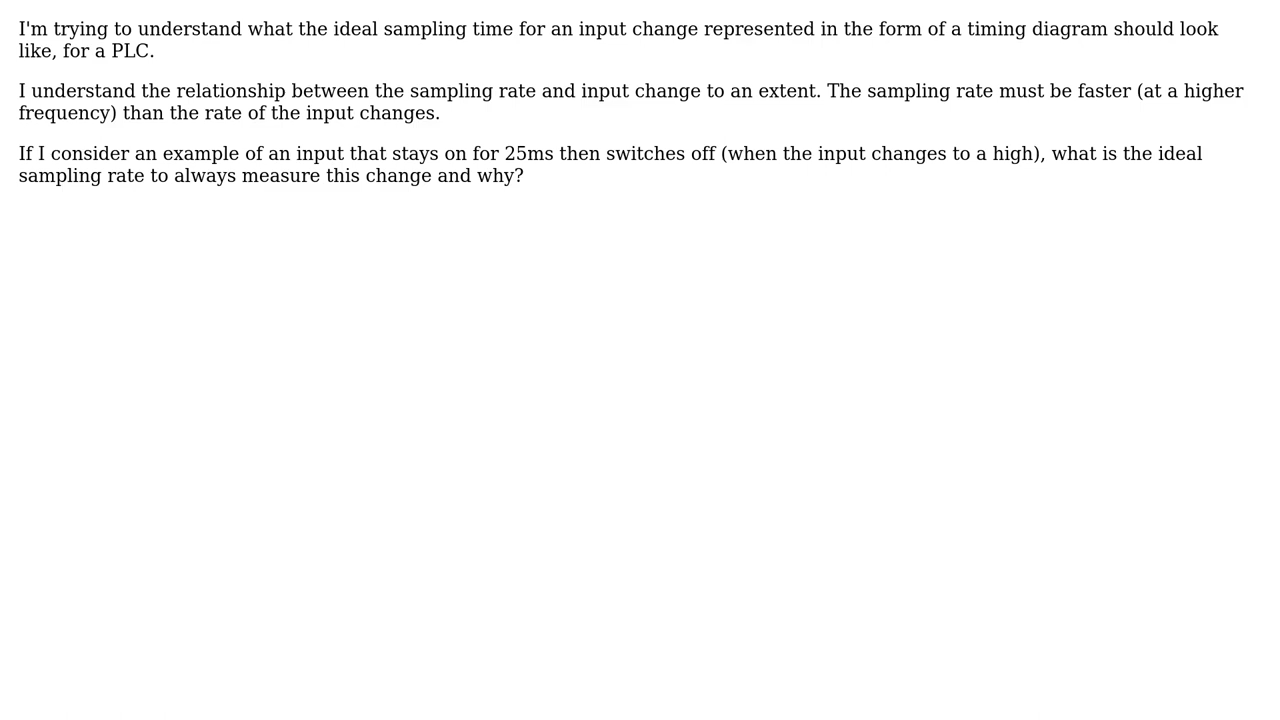 I'm trying to understand what the ideal sampling time for an input change represented in the form of a timing diagram should look
like, for a PLC.
I understand the relationship between the sampling rate and input change to an extent. The sampling rate must be faster (at a higher
frequency) than the rate of the input changes.
If I consider an example of an input that stays on for 25ms then switches off (when the input changes to a high), what is the ideal
sampling rate to always measure this change and why?